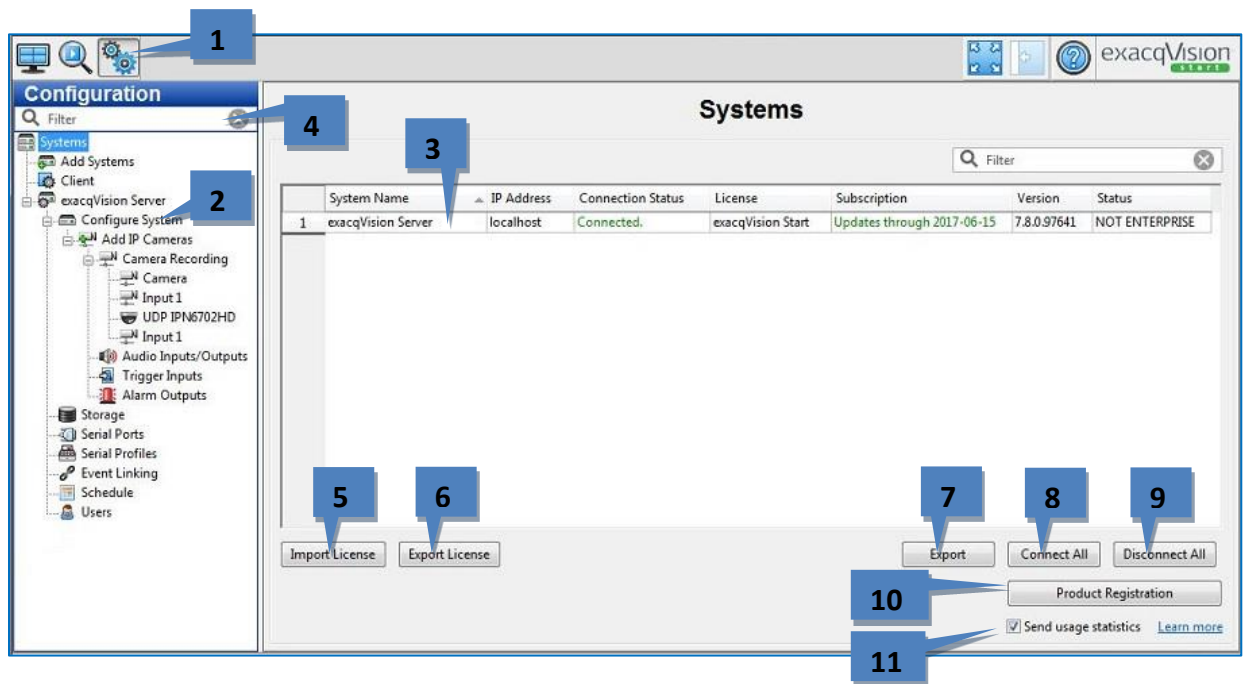 1
exacqVision
start
Configuration
Filter
4
Systems
Systems
Add Systems
Client
exacqVision Server
2
Configure System
Add IP Cameras
Camera Recording
Camera
Input 1
UDP IPN6702HD
Input 1
Audio Inputs/Outputs
Trigger Inputs
Alarm Outputs
Storage
Serial Ports
Serial Profiles
Event Linking
Schedule
Users
3
Filter
System Name IP Address Connection Status License Subscription Version Status
1 exacqVision Server localhost Connected. exacqVision Start Updates through 2017-06-15 7.8.0.97641 NOT ENTERPRISE
5 6 7 8 9
Import License Export License Export Connect All Disconnect All
10 Product Registration
Send usage statistics Learn more
11